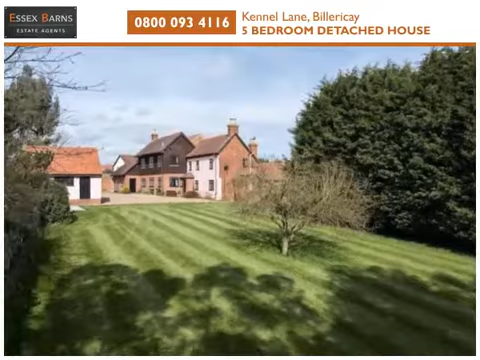 ESSEX BARNS
ESTATE AGENTS
0800 093 4116
Kennel Lane, Billericay
5 BEDROOM DETACHED HOUSE